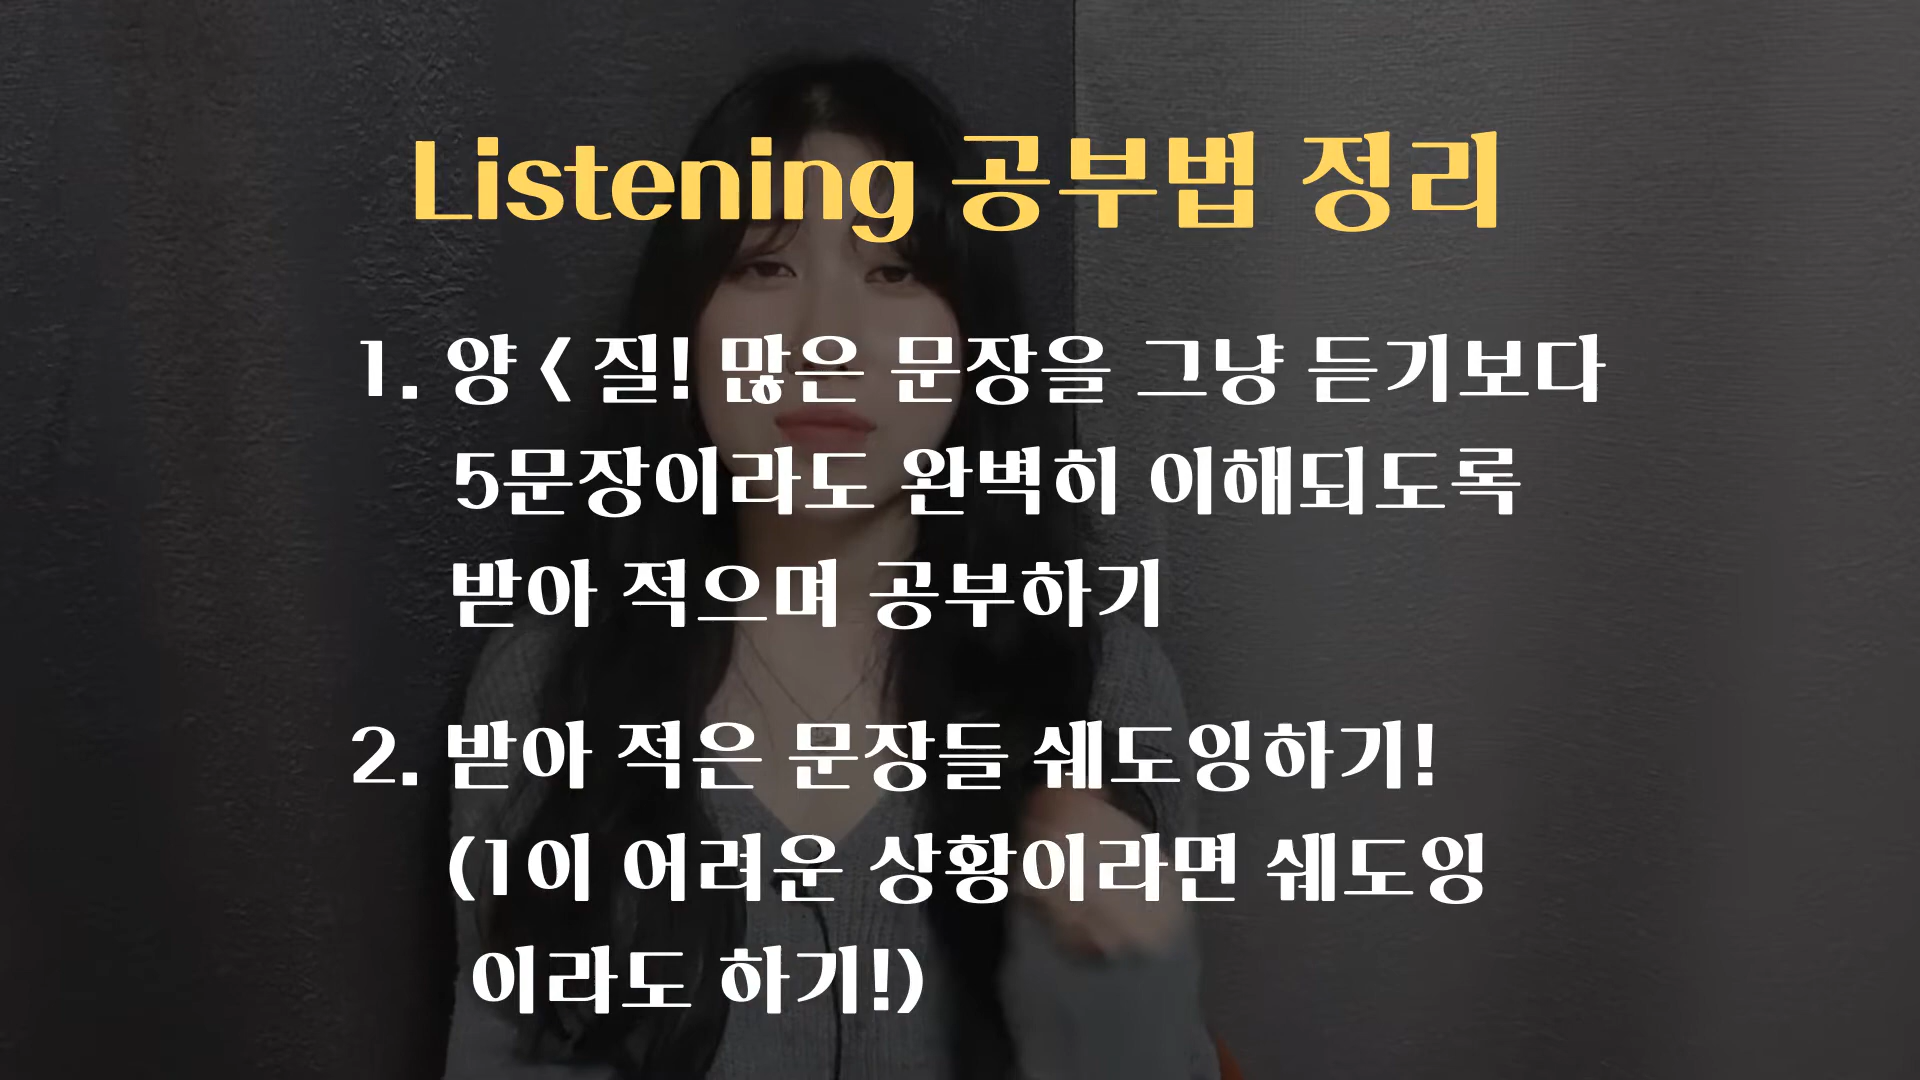 Listening 공부법 정리
1. 양 < 질! 많은 문장을 그냥 듣기보다
5문장이라도 완벽히 이해되도록
받아 적으며 공부하기
2. 받아 적은 문장들 쉐도잉하기!
(1이 어려운 상황이라면 쉐도잉
이라도 하기!)